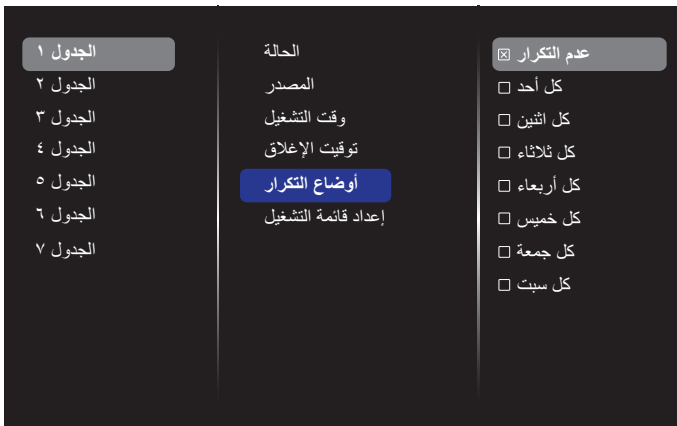 الجدول ١
الجدول ٢
الجدول ٣
الجدول ٤
الجدول ٥
الجدول ٦
الجدول ٧
الحالة
المصدر
وقت التشغيل
توقيت الإغلاق
أوضاع التكرار
إعداد قائمة التشغيل
عدم التكرار
كل أحد
كل اثنين
كل ثلاثاء
كل أربعاء
كل خميس
كل جمعة
كل سبت